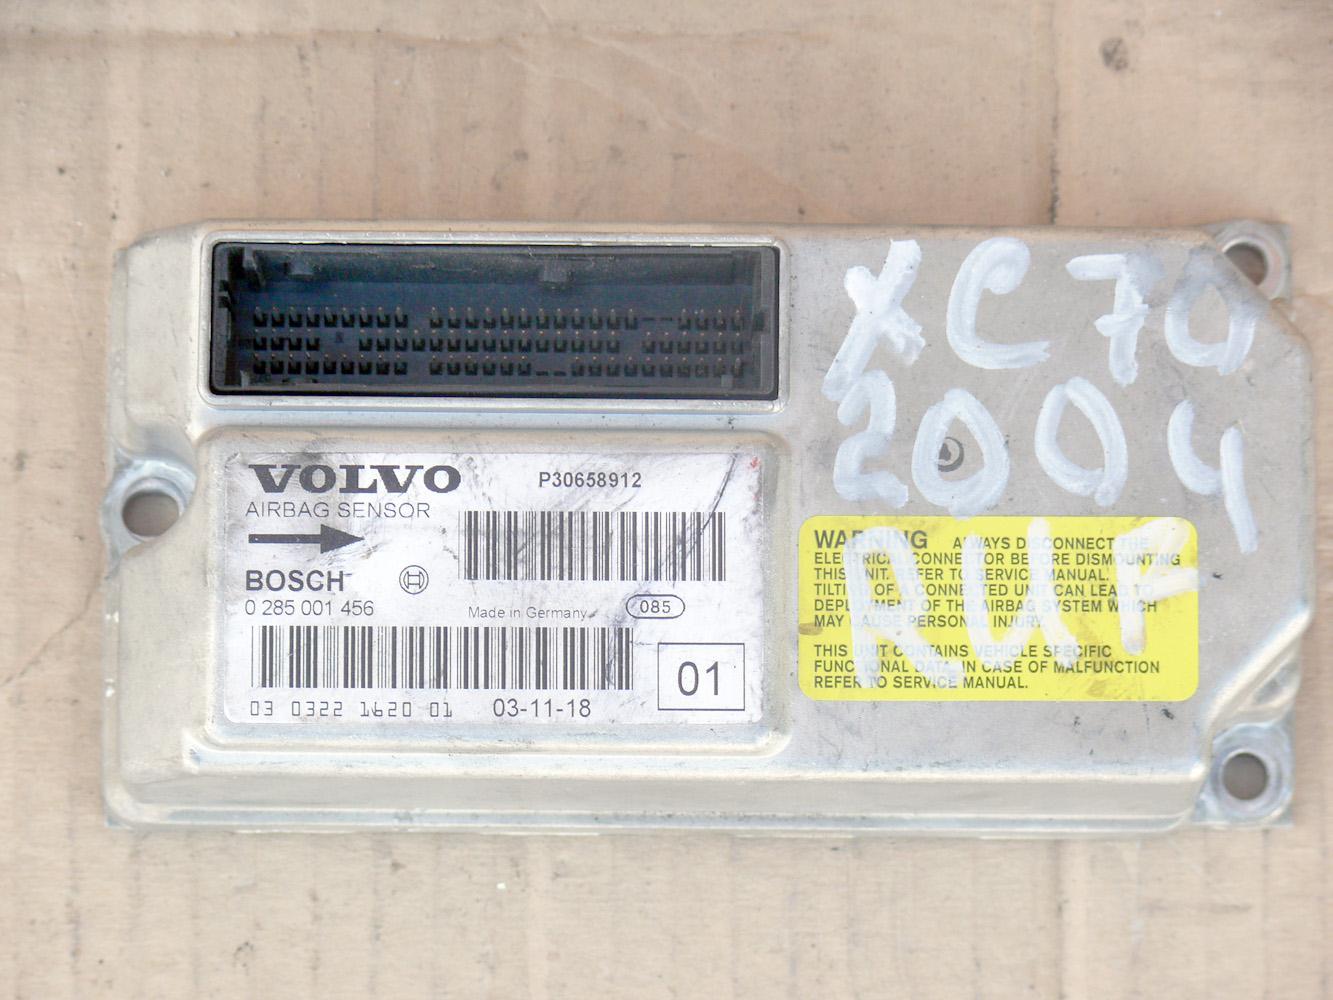 XC70
2004
RUF
VOLVO P30658912
AIRBAG SENSOR
BOSCH
0 285 001 456
Made in Germany 085
03 0322 1620 01 03-11-18
01
WARNING ALWAYS DISCONNECT THE
ELECTRICAL CONNECTOR BEFORE DISMOUNTING
THIS UNIT. REFER TO SERVICE MANUAL.
TILTING OF A CONNECTED UNIT CAN LEAD TO
DEPLOYMENT OF THE AIRBAG SYSTEM WHICH
MAY CAUSE PERSONAL INJURY.
THIS UNIT CONTAINS VEHICLE SPECIFIC
FUNCTIONAL DATA. IN CASE OF MALFUNCTION
REFER TO SERVICE MANUAL.